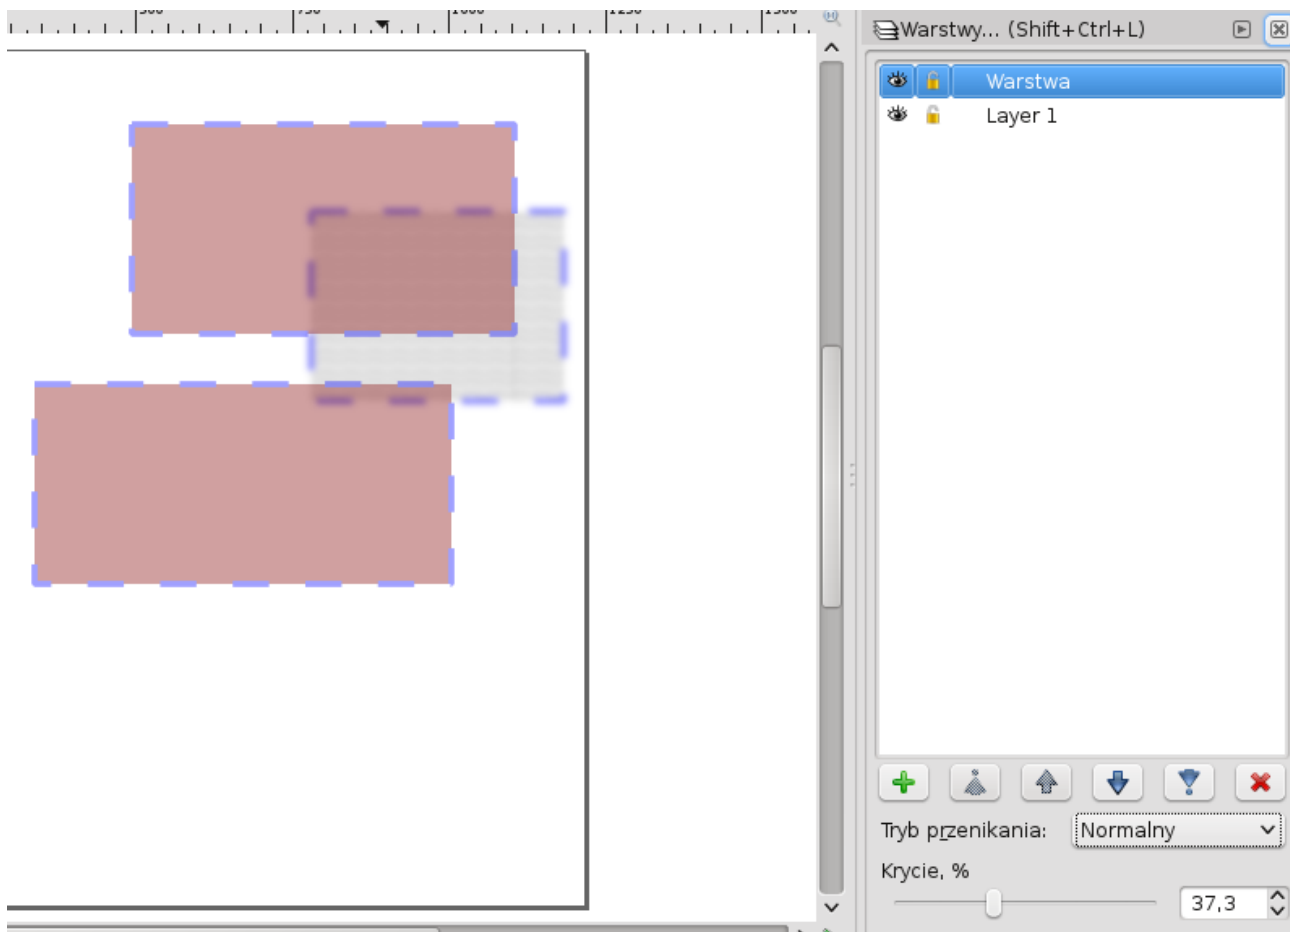 Warstwy... (Shift+Ctrl+L)
Warstwa
Layer 1
Tryb przenikania:
Normalny
Krycie, %
37,3